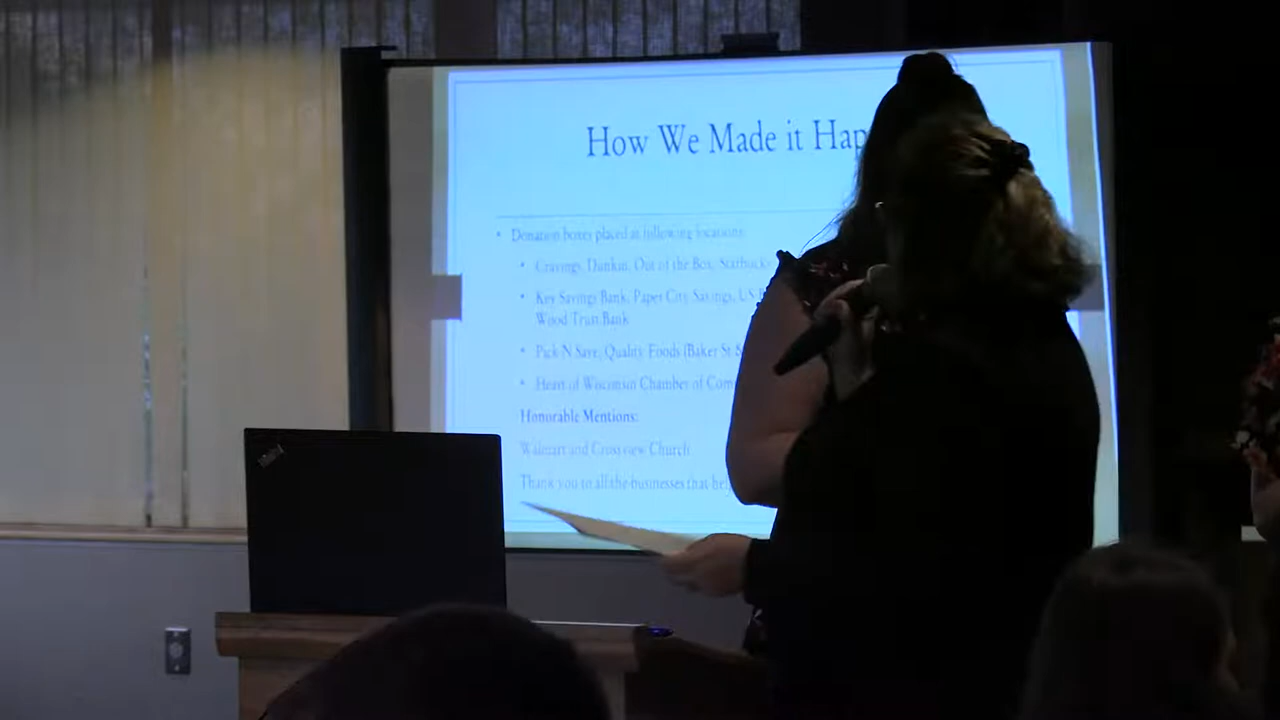 How We Made it Hap
• Donation boxes placed at following locations:
• Cravings, Dunkin, Out of the Box, Starbucks
• Key Savings Bank, Paper City Savings, US
Wood Trust Bank
• Pick N Save, Quality Foods (Baker St &
• Heart of Wisconsin Chamber of Com
Honorable Mentions:
Walmart and Crossview Church
Thank you to all the businesses that hel